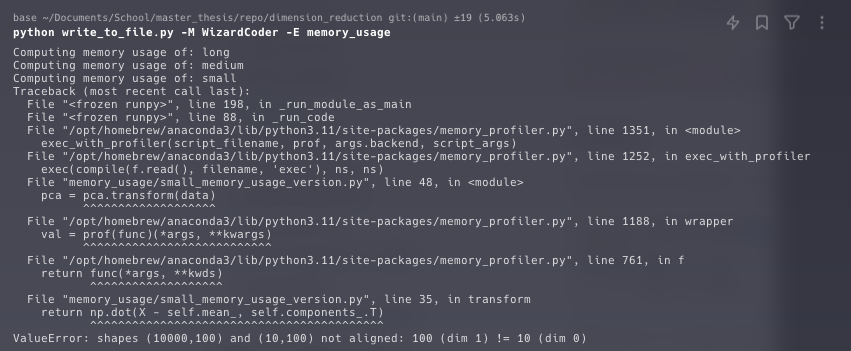 base ~/Documents/School/master_thesis/repo/dimension_reduction git:(main) ±19 (5.063s)
python write_to_file.py -M WizardCoder -E memory_usage
Computing memory usage of: long
Computing memory usage of: medium
Computing memory usage of: small
Traceback (most recent call last):
  File "<frozen runpy>", line 198, in _run_module_as_main
  File "<frozen runpy>", line 88, in _run_code
  File "/opt/homebrew/anaconda3/lib/python3.11/site-packages/memory_profiler.py", line 1351, in <module>
    exec_with_profiler(script_filename, prof, args.backend, script_args)
  File "/opt/homebrew/anaconda3/lib/python3.11/site-packages/memory_profiler.py", line 1252, in exec_with_profiler
    exec(compile(f.read(), filename, 'exec'), ns, ns)
  File "memory_usage/small_memory_usage_version.py", line 48, in <module>
    pca = pca.transform(data)
          ^^^^^^^^^^^^^^^^^^^
  File "/opt/homebrew/anaconda3/lib/python3.11/site-packages/memory_profiler.py", line 1188, in wrapper
    val = prof(func)(*args, **kwargs)
          ^^^^^^^^^^^^^^^^^^^^^^^^^^^
  File "/opt/homebrew/anaconda3/lib/python3.11/site-packages/memory_profiler.py", line 761, in f
    return func(*args, **kwds)
           ^^^^^^^^^^^^^^^^^^^
  File "memory_usage/small_memory_usage_version.py", line 35, in transform
    return np.dot(X - self.mean_, self.components_.T)
           ^^^^^^^^^^^^^^^^^^^^^^^^^^^^^^^^^^^^^^^^^^
ValueError: shapes (10000,100) and (10,100) not aligned: 100 (dim 1) != 10 (dim 0)